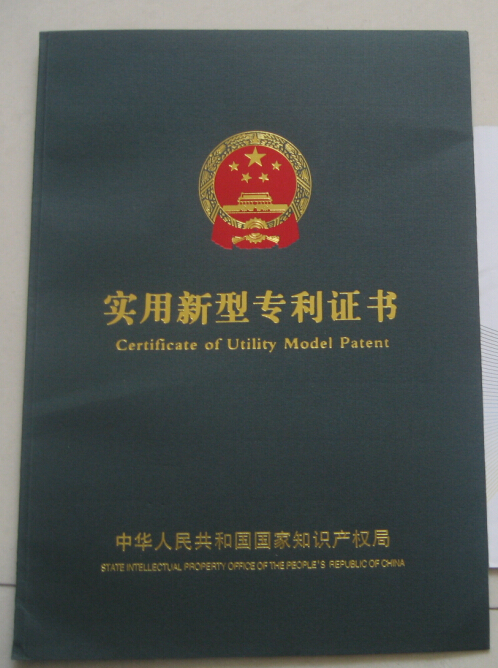 实用新型专利证书
Certificate of Utility Model Patent
中华人民共和国国家知识产权局
STATE INTELLECTUAL PROPERTY OFFICE OF THE PEOPLE'S REPUBLIC OF CHINA